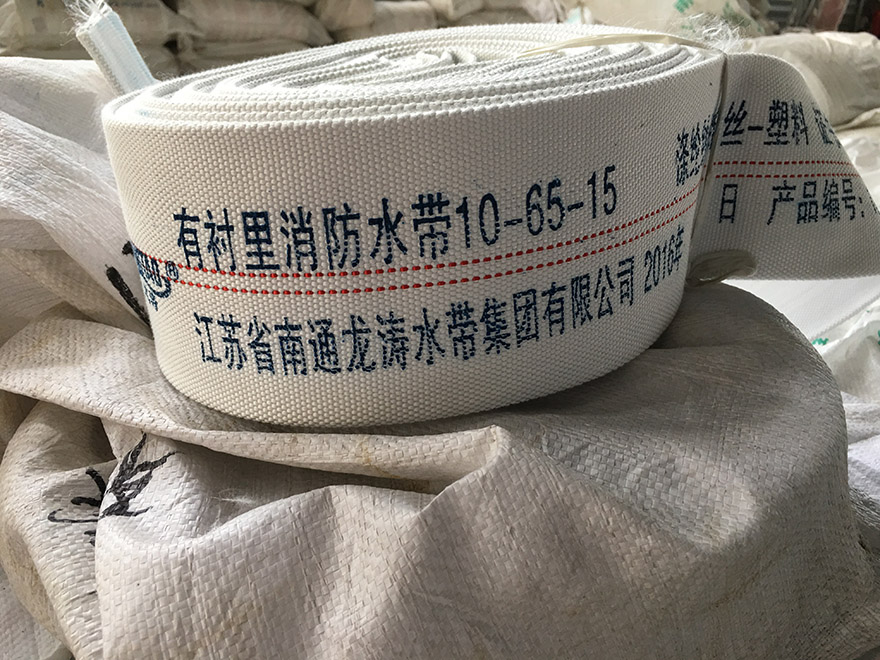 有衬里消防水带10-65-15
江苏省南通龙涛水带集团有限公司 2016年
涤纶
丝-塑料
日 产品编号: